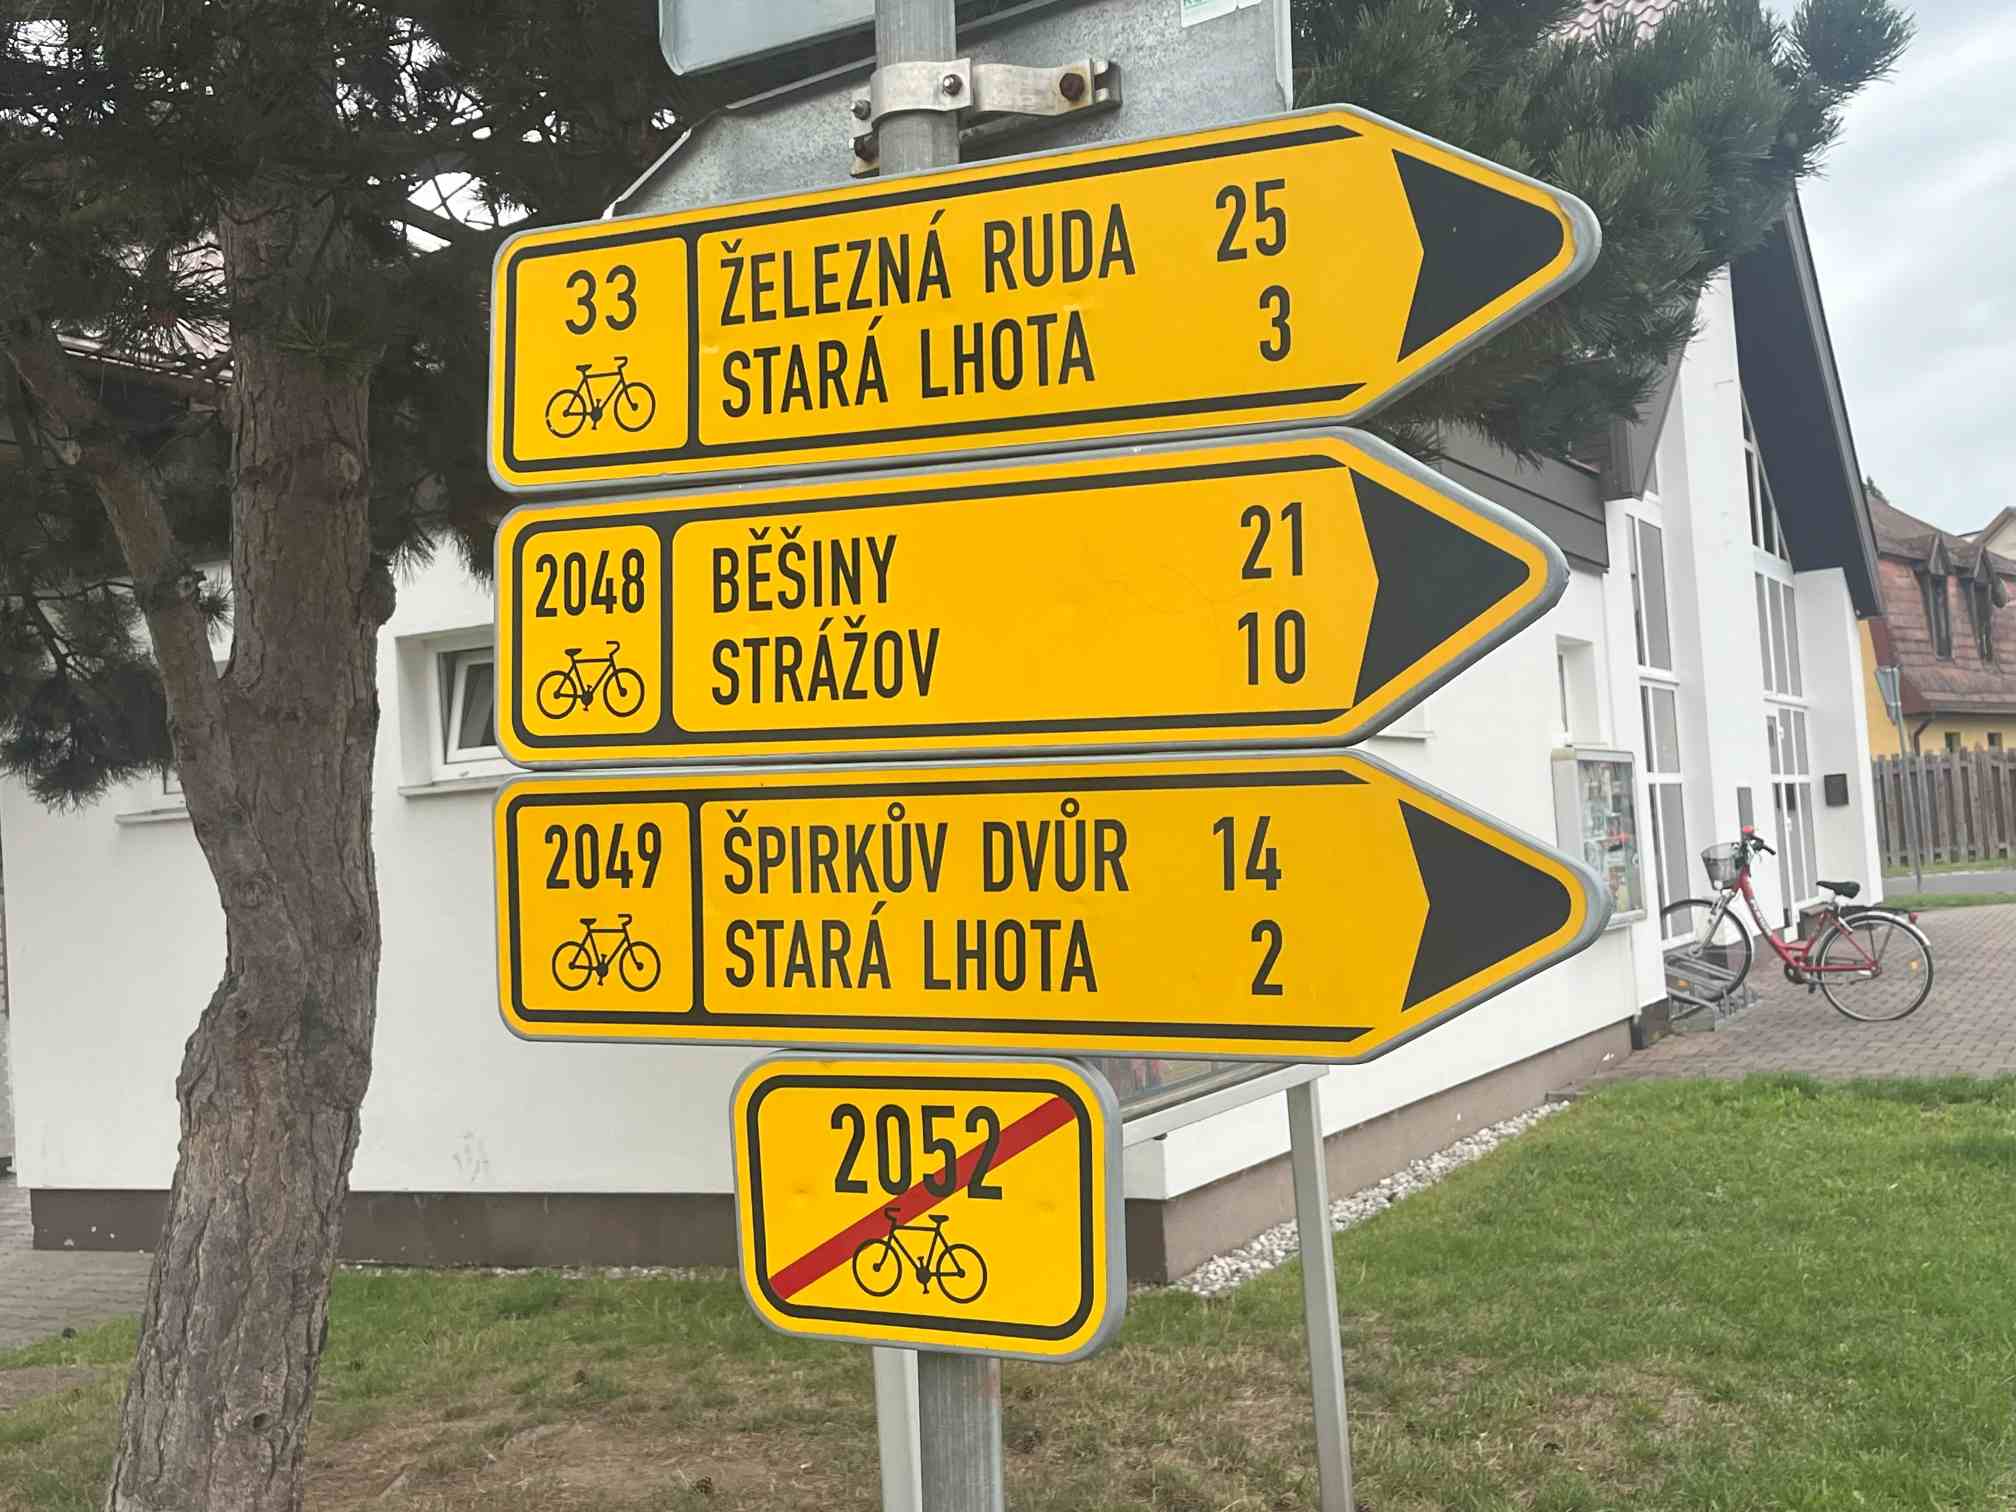 33
ŽELEZNÁ RUDA 25
STARÁ LHOTA 3
2048
BĚŠINY 21
STRÁŽOV 10
2049
ŠPIRKŮV DVŮR 14
STARÁ LHOTA 2
2052